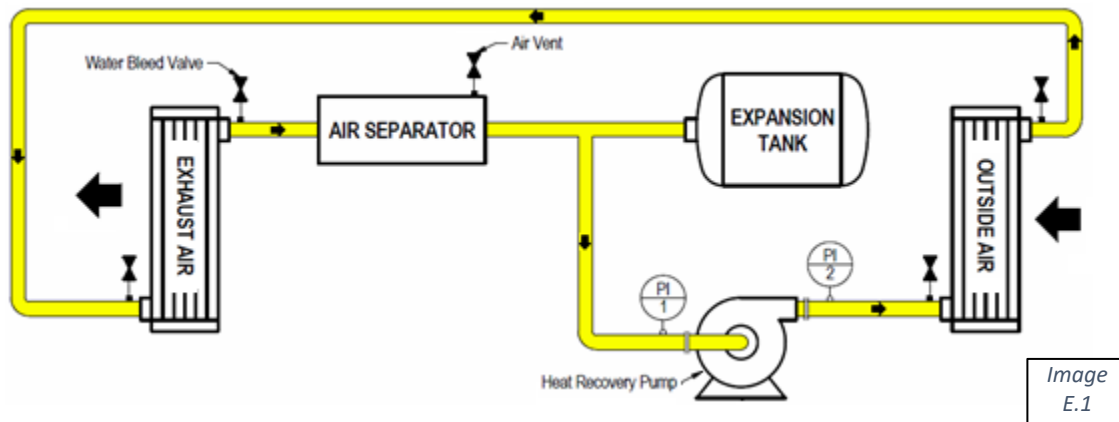 Air Vent
Water Bleed Valve
AIR SEPARATOR
EXPANSION
TANK
EXHAUST AIR
OUTSIDE AIR
PI
1
PI
2
Heat Recovery Pump
Image
E.1